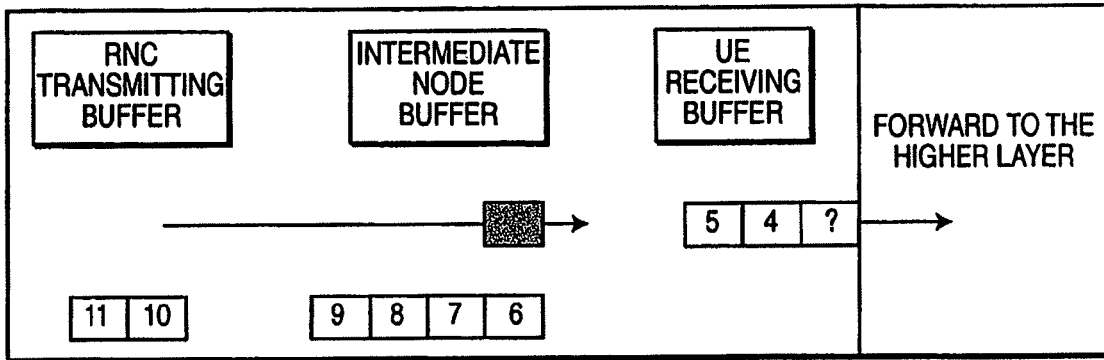 RNC
TRANSMITTING
BUFFER
INTERMEDIATE
NODE
BUFFER
UE
RECEIVING
BUFFER
FORWARD TO THE
HIGHER LAYER
5 4 ?
11 10
9 8 7 6